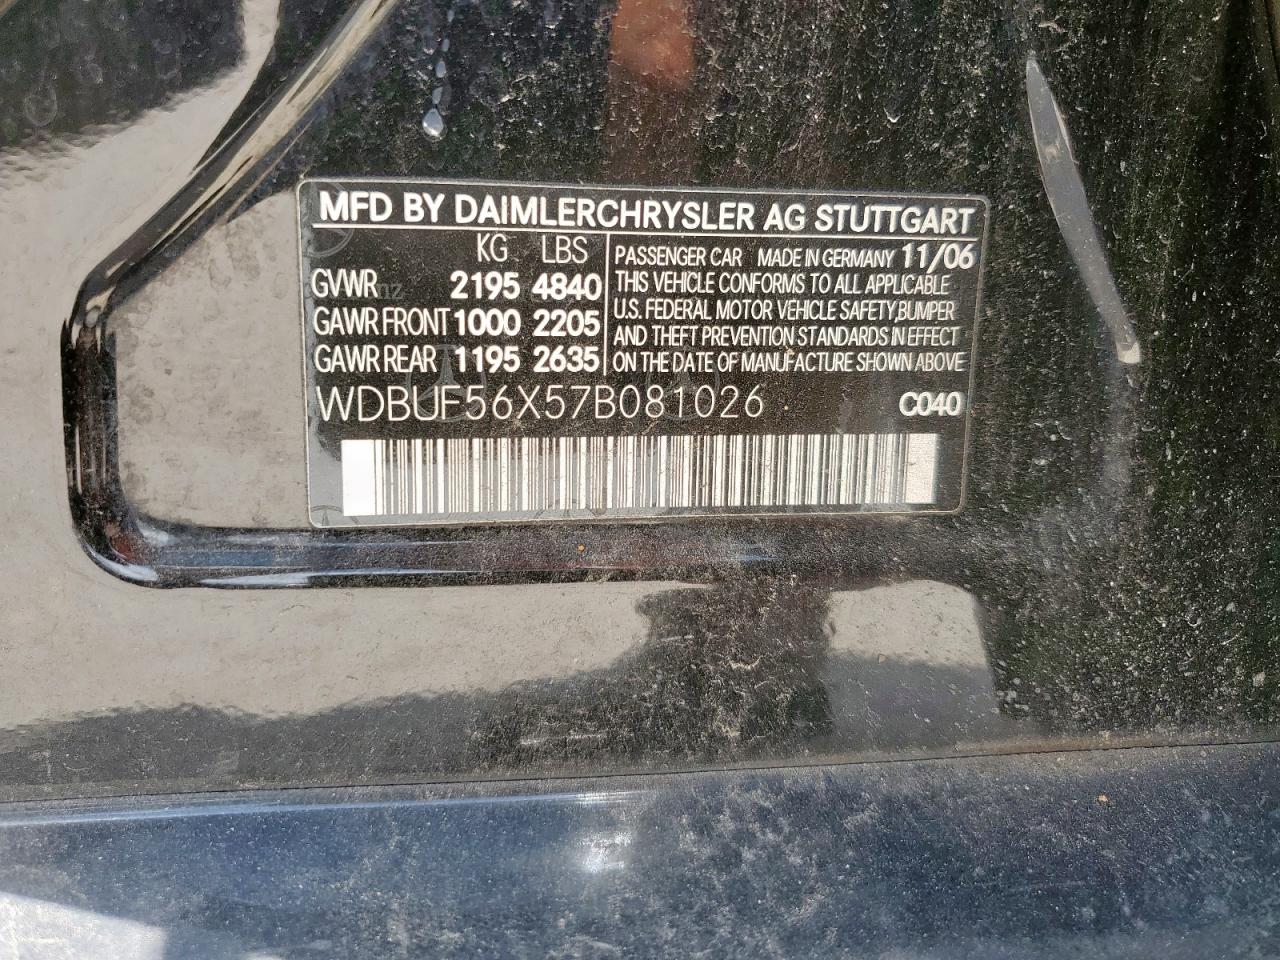 MFD BY DAIMLERCHRYSLER AG STUTTGART
KG LBS
GVWR 2195 4840
GAWR FRONT 1000 2205
GAWR REAR 1195 2635
PASSENGER CAR MADE IN GERMANY 11/06
THIS VEHICLE CONFORMS TO ALL APPLICABLE
U.S. FEDERAL MOTOR VEHICLE SAFETY, BUMPER
AND THEFT PREVENTION STANDARDS IN EFFECT
ON THE DATE OF MANUFACTURE SHOWN ABOVE
WDBUF56X57B081026 C040